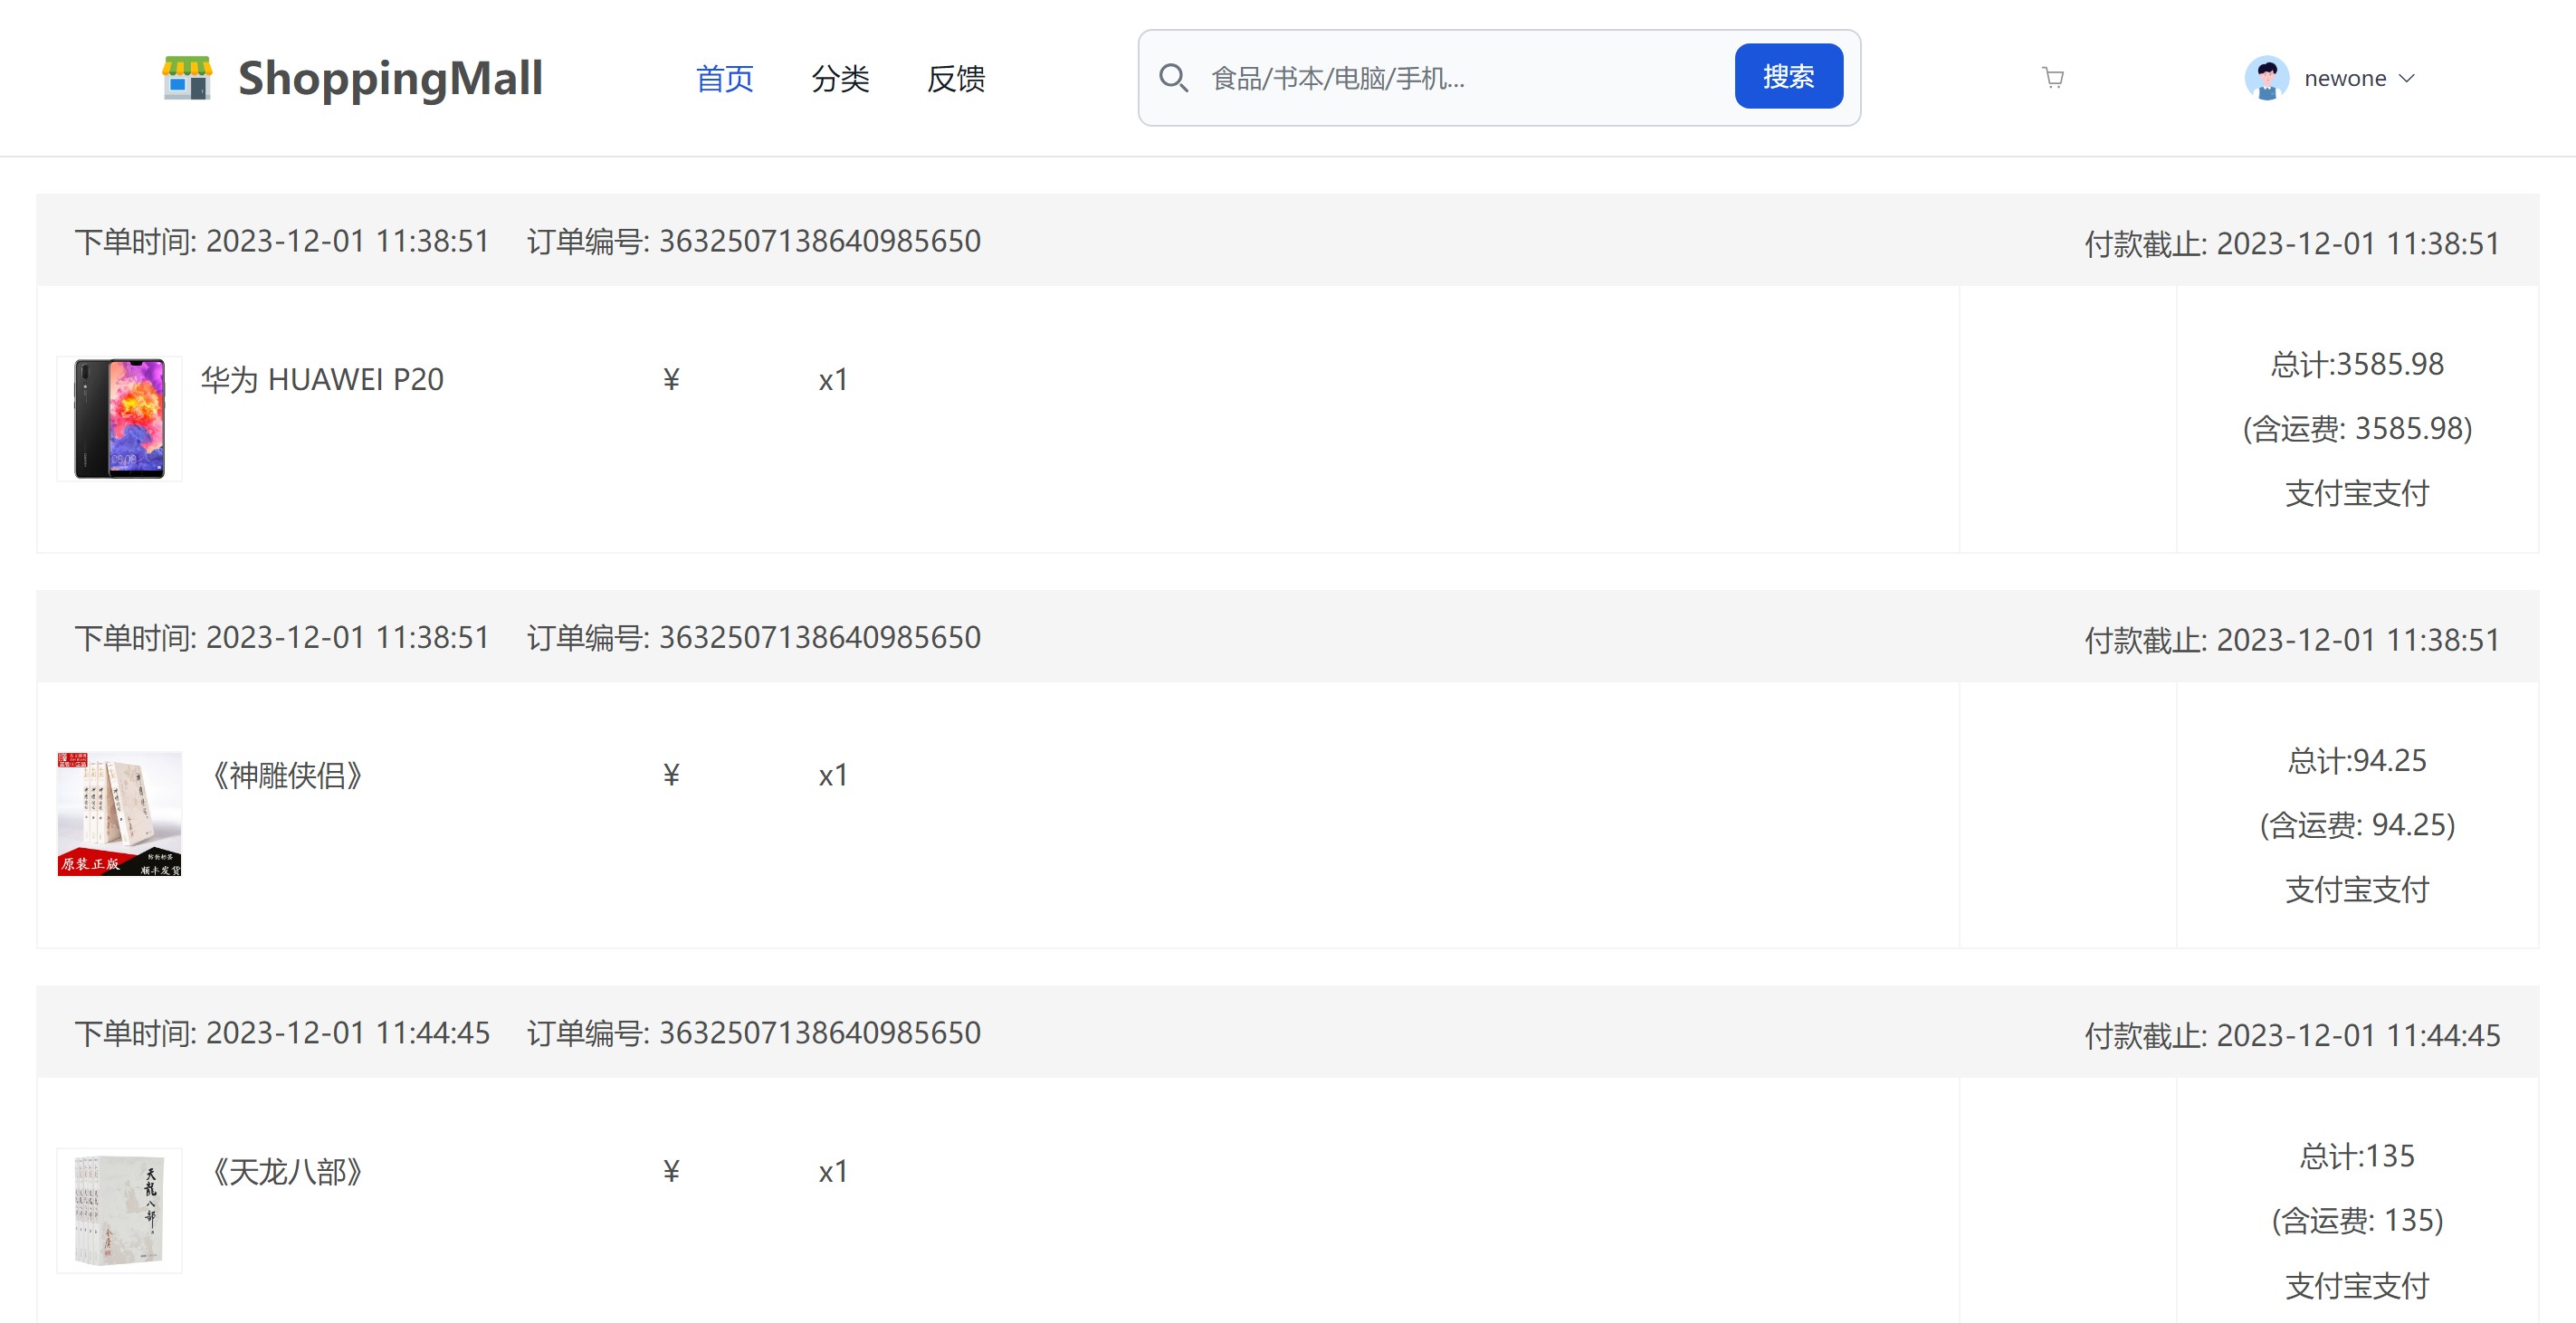 ShoppingMall 首页 分类 反馈 食品/书本/电脑/手机... 搜索 newone
下单时间: 2023-12-01 11:38:51 订单编号: 3632507138640985650 付款截止: 2023-12-01 11:38:51
华为 HUAWEI P20 ¥ x1
总计:3585.98
(含运费: 3585.98)
支付宝支付
下单时间: 2023-12-01 11:38:51 订单编号: 3632507138640985650 付款截止: 2023-12-01 11:38:51
《神雕侠侣》 ¥ x1
原装正版
顺丰发货
总计:94.25
(含运费: 94.25)
支付宝支付
下单时间: 2023-12-01 11:44:45 订单编号: 3632507138640985650 付款截止: 2023-12-01 11:44:45
《天龙八部》 ¥ x1
天龍八部
总计:135
(含运费: 135)
支付宝支付